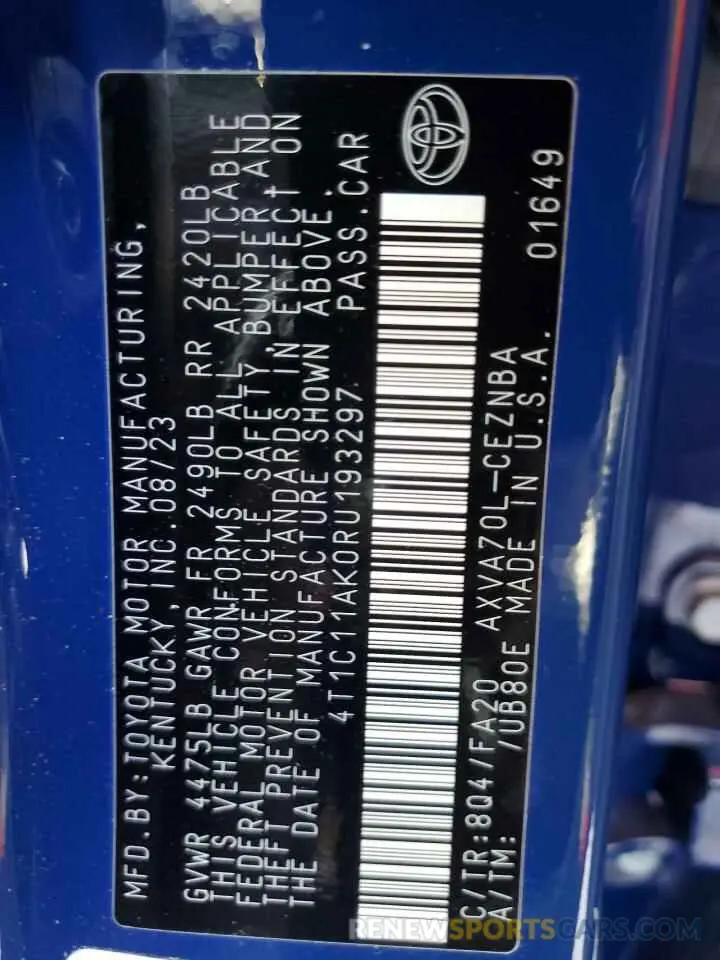 MFD.BY:TOYOTA MOTOR MANUFACTURING,
KENTUCKY, INC.08/23
GVWR 4475LB GAWR FR 2490LB RR 2420LB
THIS VEHICLE CONFORMS TO ALL APPLICABLE
FEDERAL MOTOR VEHICLE SAFETY, BUMPER, AND
THEFT PREVENTION STANDARDS IN EFFECT ON
THE DATE OF MANUFACTURE SHOWN ABOVE.
4T1C11AK0RU193297 PASS.CAR
C/TR:8Q4/FA20 AXVA70L-CEZNBA 01649
A/TM: /UB80E MADE IN U.S.A.
RENEWSPORTSCARS.COM